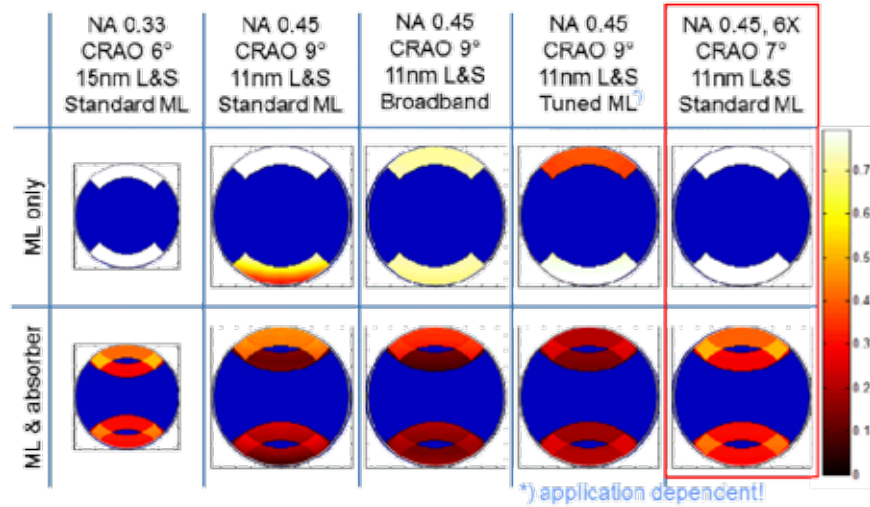 NA 0.33
CRAO 6°
15nm L&S
Standard ML
NA 0.45
CRAO 9°
11nm L&S
Standard ML
NA 0.45
CRAO 9°
11nm L&S
Broadband
NA 0.45
CRAO 9°
11nm L&S
Tuned ML*)
NA 0.45, 6X
CRAO 7°
11nm L&S
Standard ML
ML only
ML & absorber
0.7
0.6
0.5
0.4
0.3
0.2
0.1
0
*) application dependent!